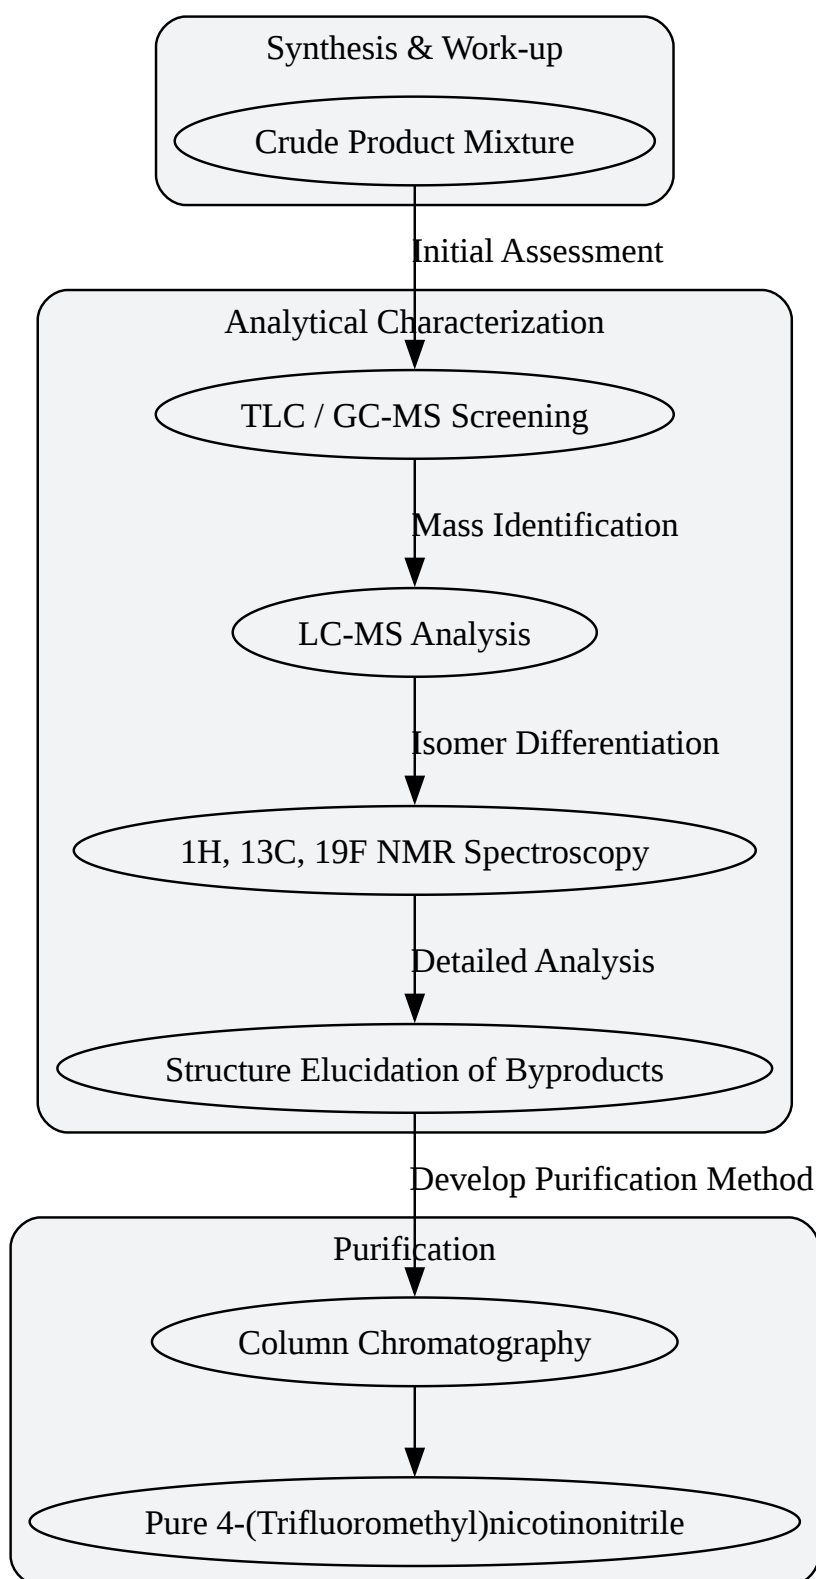 Synthesis & Work-up
Crude Product Mixture
Initial Assessment
Analytical Characterization
TLC / GC-MS Screening
Mass Identification
LC-MS Analysis
Isomer Differentiation
1H, 13C, 19F NMR Spectroscopy
Detailed Analysis
Structure Elucidation of Byproducts
Develop Purification Method
Purification
Column Chromatography
Pure 4-(Trifluoromethyl)nicotinonitrile